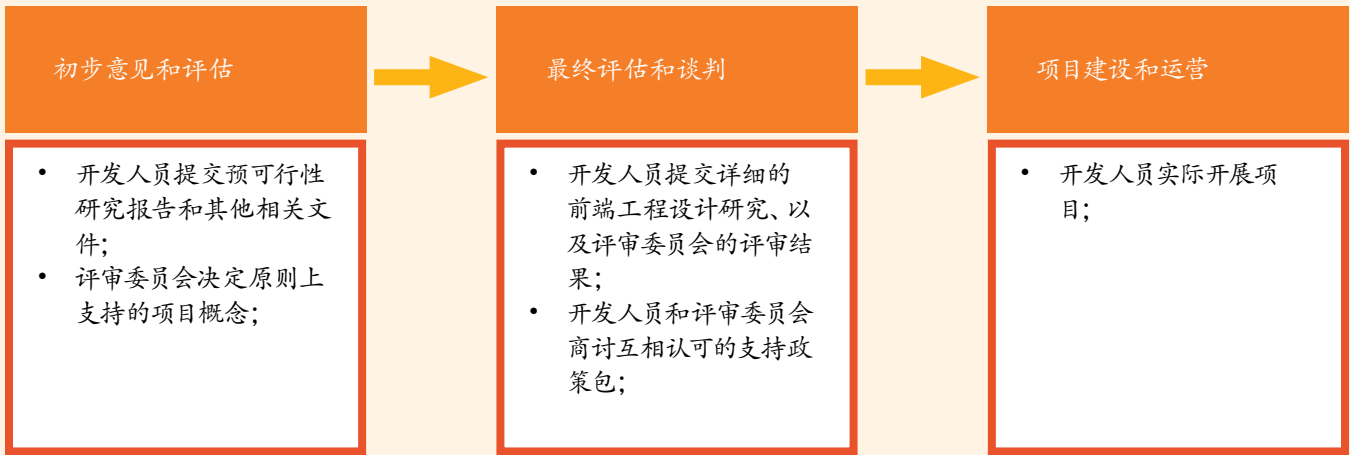 初步意见和评估
• 开发人员提交预可行性
研究报告和其他相关文
件；
• 评审委员会决定原则上
支持的项目概念；
最终评估和谈判
• 开发人员提交详细的
前端工程设计研究、以
及评审委员会的评审结
果；
• 开发人员和评审委员会
商讨互相认可的支持政
策包；
项目建设和运营
• 开发人员实际开展项
目；